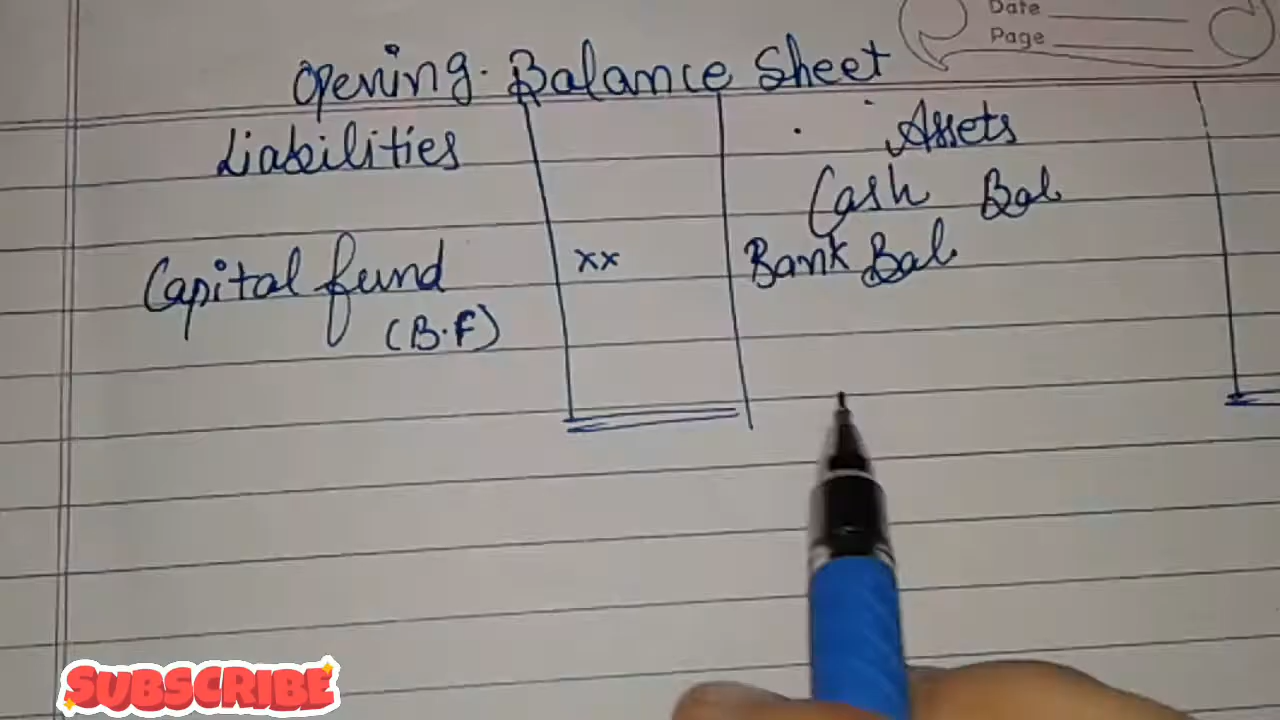 Date
Page
Opening. Balance Sheet
Liabilities
Assets
Cash Bal
Capital fund xx Bank Bal
(B.F)
SUBSCRIBE